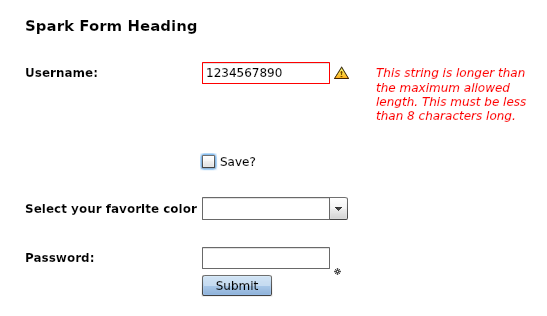 Spark Form Heading
Username:
1234567890
This string is longer than
the maximum allowed
length. This must be less
than 8 characters long.
Save?
Select your favorite color
Password:
*
Submit